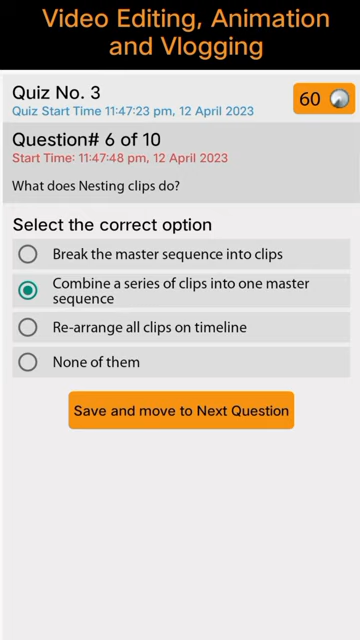 Video Editing, Animation
and Vlogging
Quiz No. 3
Quiz Start Time 11:47:23 pm, 12 April 2023
60
Question# 6 of 10
Start Time: 11:47:48 pm, 12 April 2023
What does Nesting clips do?
Select the correct option
Break the master sequence into clips
Combine a series of clips into one master
sequence
Re-arrange all clips on timeline
None of them
Save and move to Next Question